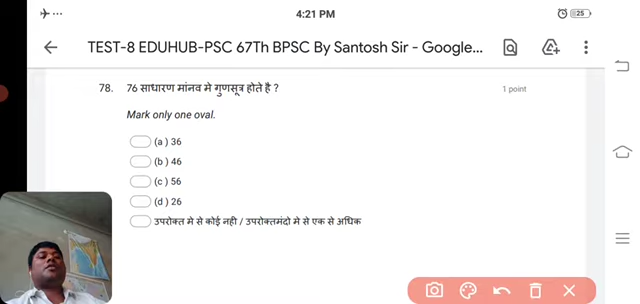 4:21 PM
25
TEST-8 EDUHUB-PSC 67Th BPSC By Santosh Sir - Google...
78. 76 साधारण मांनव मे गुणसूत्र होते है ?
1 point
Mark only one oval.
(a ) 36
(b ) 46
(c ) 56
(d ) 26
उपरोक्त मे से कोई नही / उपरोक्तमंदो मे से एक से अधिक